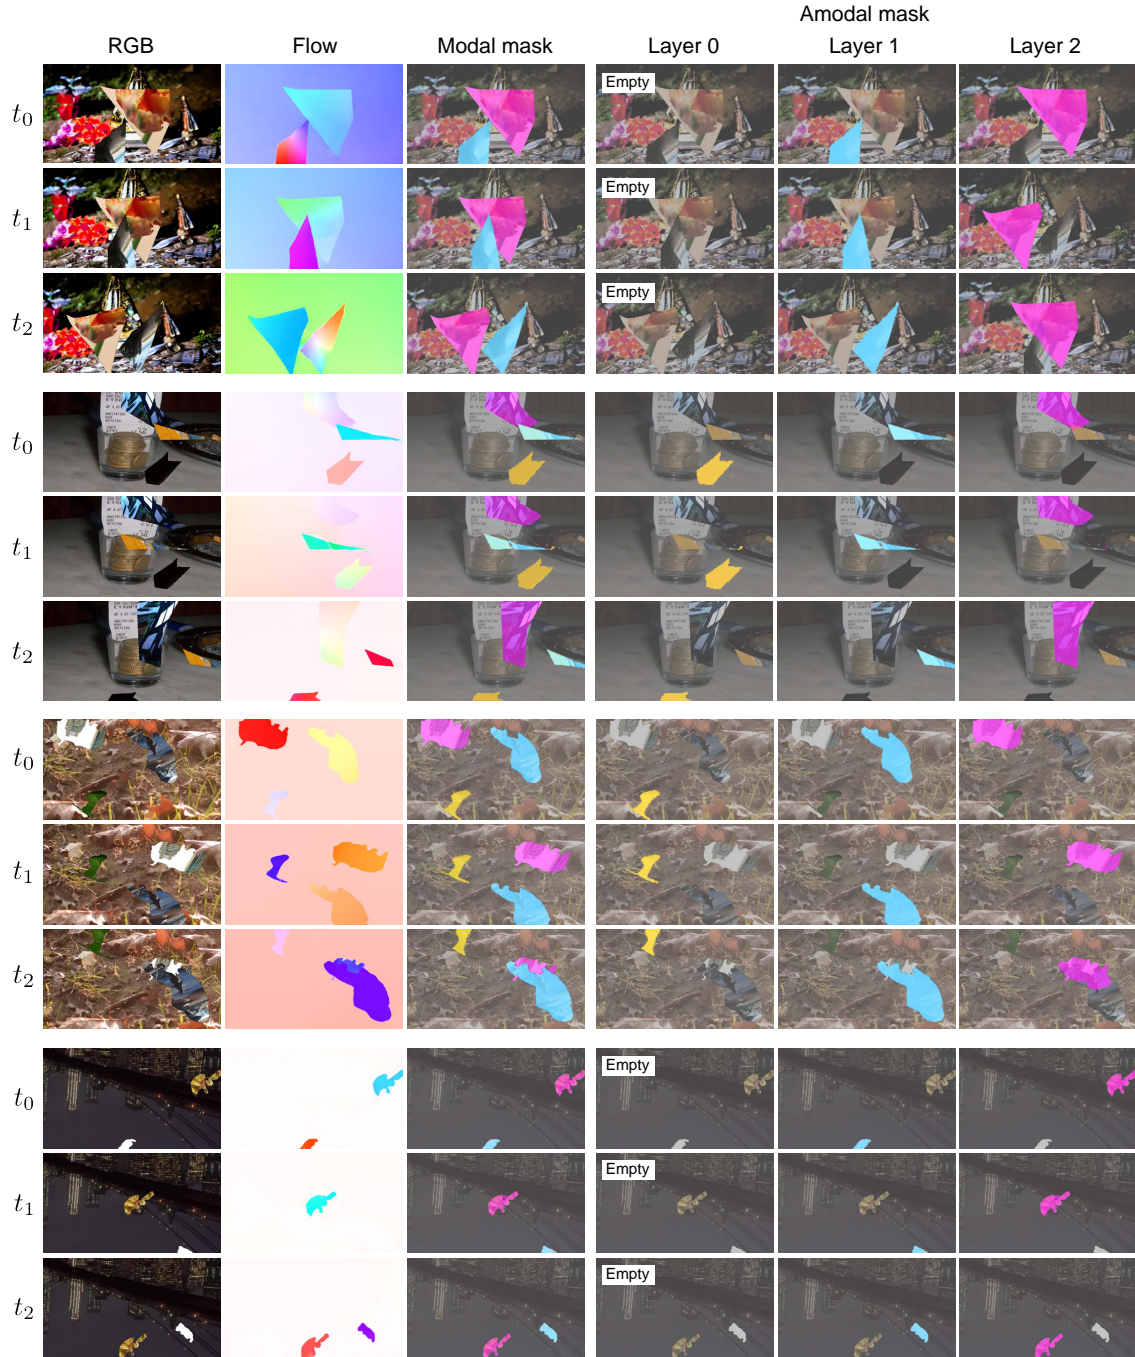 Amodal mask
RGB Flow Modal mask Layer 0 Layer 1 Layer 2
t0 Empty
t1 Empty
t2 Empty
t0
t1
t2
t0
t1
t2
t0 Empty
t1 Empty
t2 Empty